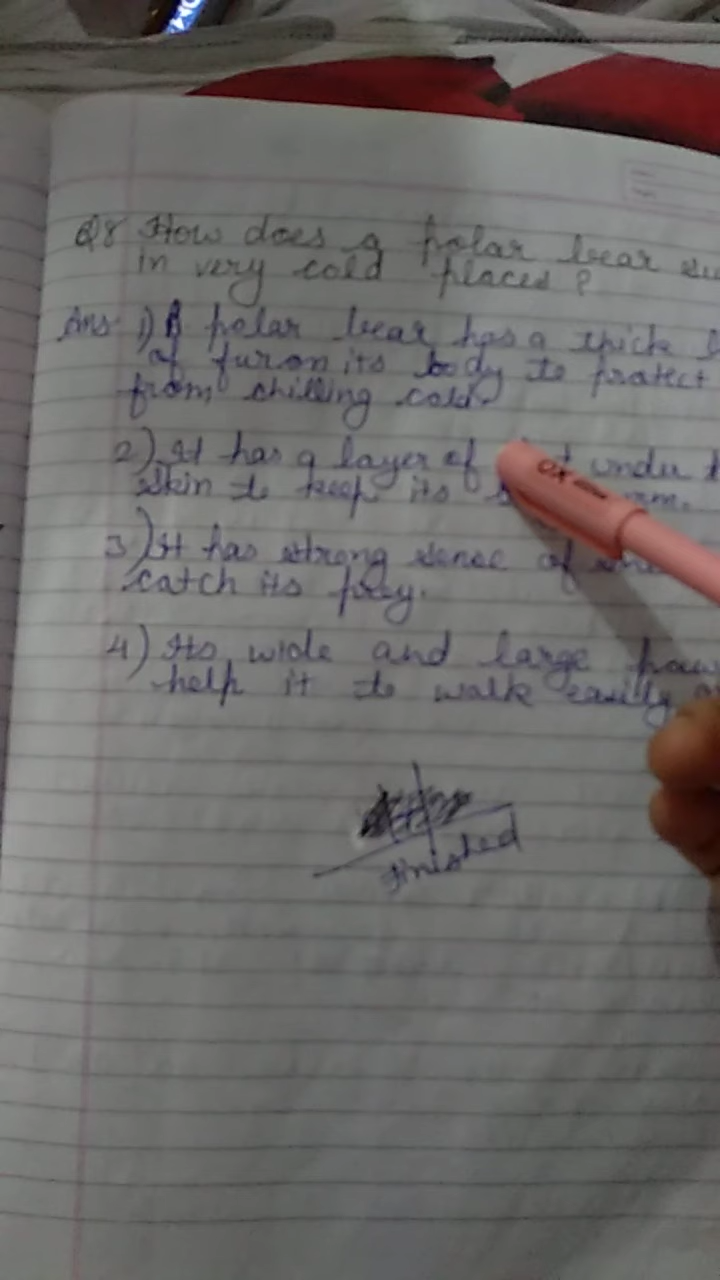 Q8 How does a polar bear
in very cold places?
Ans- 1) A polar bear has a thick
of fur on its body to protect
from chilling cold.
2) It has a layer of under
skin to keep its
3) It has strong sense of
catch its prey.
4) Its wide and large
help it to walk easily
finished
OX